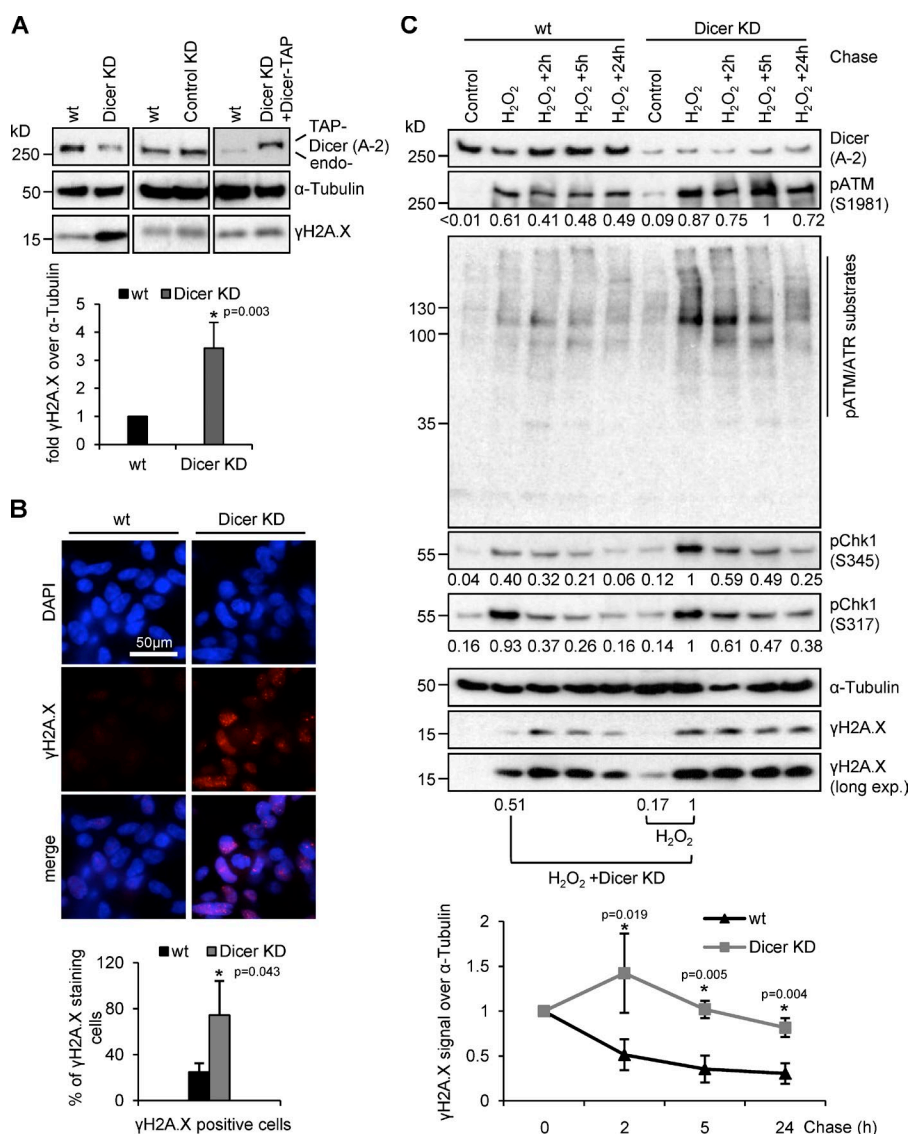 A
wt
Dicer KD
wt
Control KD
wt
Dicer KD
+Dicer-TAP
kD
250
TAP-
Dicer (A-2)
endo-
50
α-Tubulin
15
γH2A.X
wt
Dicer KD
* p=0.003
fold γH2A.X over α-Tubulin
5
4
3
2
1
0
wt
Dicer KD
B
wt
Dicer KD
DAPI
50µm
γH2A.X
merge
wt
Dicer KD
* p=0.043
% of γH2A.X staining
cells
120
80
40
0
γH2A.X positive cells
C
wt
Dicer KD
Control
H2O2
H2O2 +2h
H2O2 +5h
H2O2 +24h
Control
H2O2
H2O2 +2h
H2O2 +5h
H2O2 +24h
Chase
kD
250
Dicer
(A-2)
250
pATM
(S1981)
<0.01 0.61 0.41 0.48 0.49 0.09 0.87 0.75 1 0.72
130
100
35
pATM/ATR substrates
55
pChk1
(S345)
0.04 0.40 0.32 0.21 0.06 0.12 1 0.59 0.49 0.25
55
pChk1
(S317)
0.16 0.93 0.37 0.26 0.16 0.14 1 0.61 0.47 0.38
50
α-Tubulin
15
γH2A.X
15
γH2A.X
(long exp.)
0.51 0.17 1
H2O2
H2O2 +Dicer KD
γH2A.X signal over α-Tubulin
2
1.5
1
0.5
0
p=0.019
*
p=0.005
*
p=0.004
*
wt
Dicer KD
0 2 5 24 Chase (h)